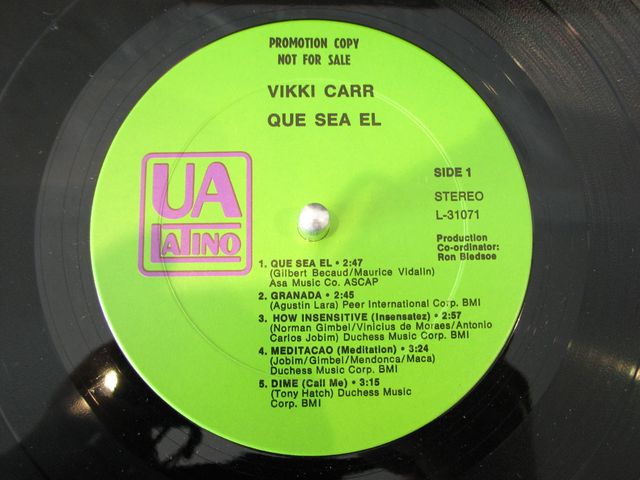 PROMOTION COPY
NOT FOR SALE
VIKKI CARR
QUE SEA EL
UA
LATINO
SIDE 1
STEREO
L-31071
Production
Co-ordinator:
Ron Bledsoe
1. QUE SEA EL • 2:47
(Gilbert Becaud/Maurice Vidalin)
Asa Music Co. ASCAP
2. GRANADA • 2:45
(Agustin Lara) Peer International Corp. BMI
3. HOW INSENSITIVE (Insensatez) • 2:57
(Norman Gimbel/Vinicius de Moraes/Antonio
Carlos Jobim) Duchess Music Corp. BMI
4. MEDITACAO (Meditation) • 3:24
(Jobim/Gimbel/Mendonca/Maca)
Duchess Music Corp. BMI
5. DIME (Call Me) • 3:15
(Tony Hatch) Duchess Music
Corp. BMI